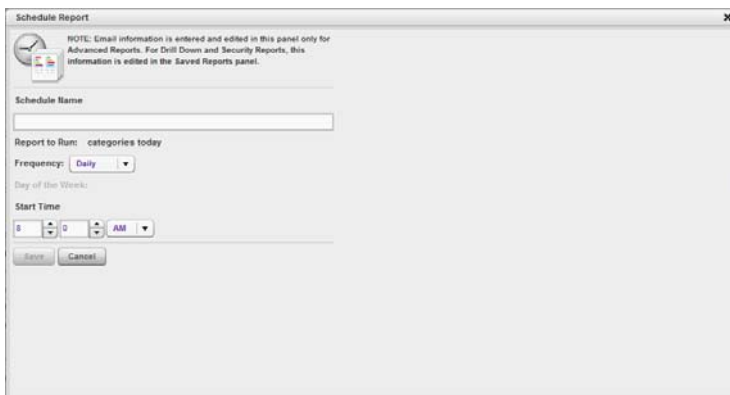 Schedule Report
NOTE: Email information is entered and edited in this panel only for
Advanced Reports. For Drill Down and Security Reports, this
information is edited in the Saved Reports panel.
Schedule Name
Report to Run: categories today
Frequency: Daily
Day of the Week:
Start Time
8 0 AM
Save Cancel